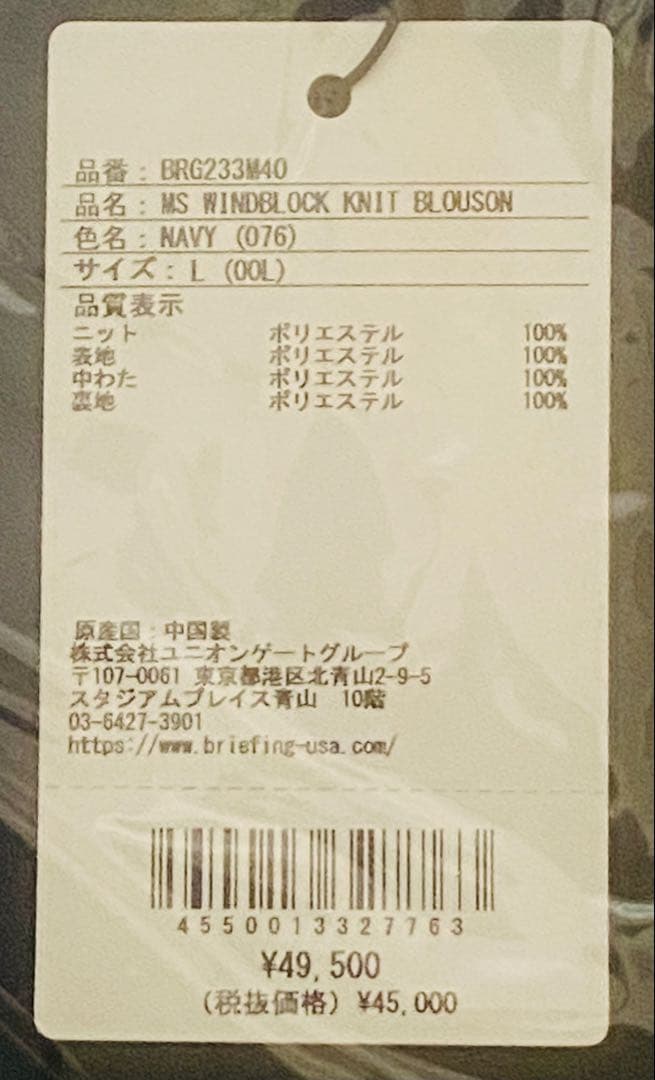 品番: BRG233M40
品名: MS WINDBLOCK KNIT BLOUSON
色名: NAVY (076)
サイズ: L (00L)
品質表示
ニット ポリエステル 100%
表地 ポリエステル 100%
中わた ポリエステル 100%
裏地 ポリエステル 100%
原産国:中国製
株式会社ユニオンゲートグループ
〒107-0061 東京都港区北青山2-9-5
スタジアムプレイス青山 10階
03-6427-3901
https://www.briefing-usa.com/
4550013327763
¥49,500
(税抜価格) ¥45,000